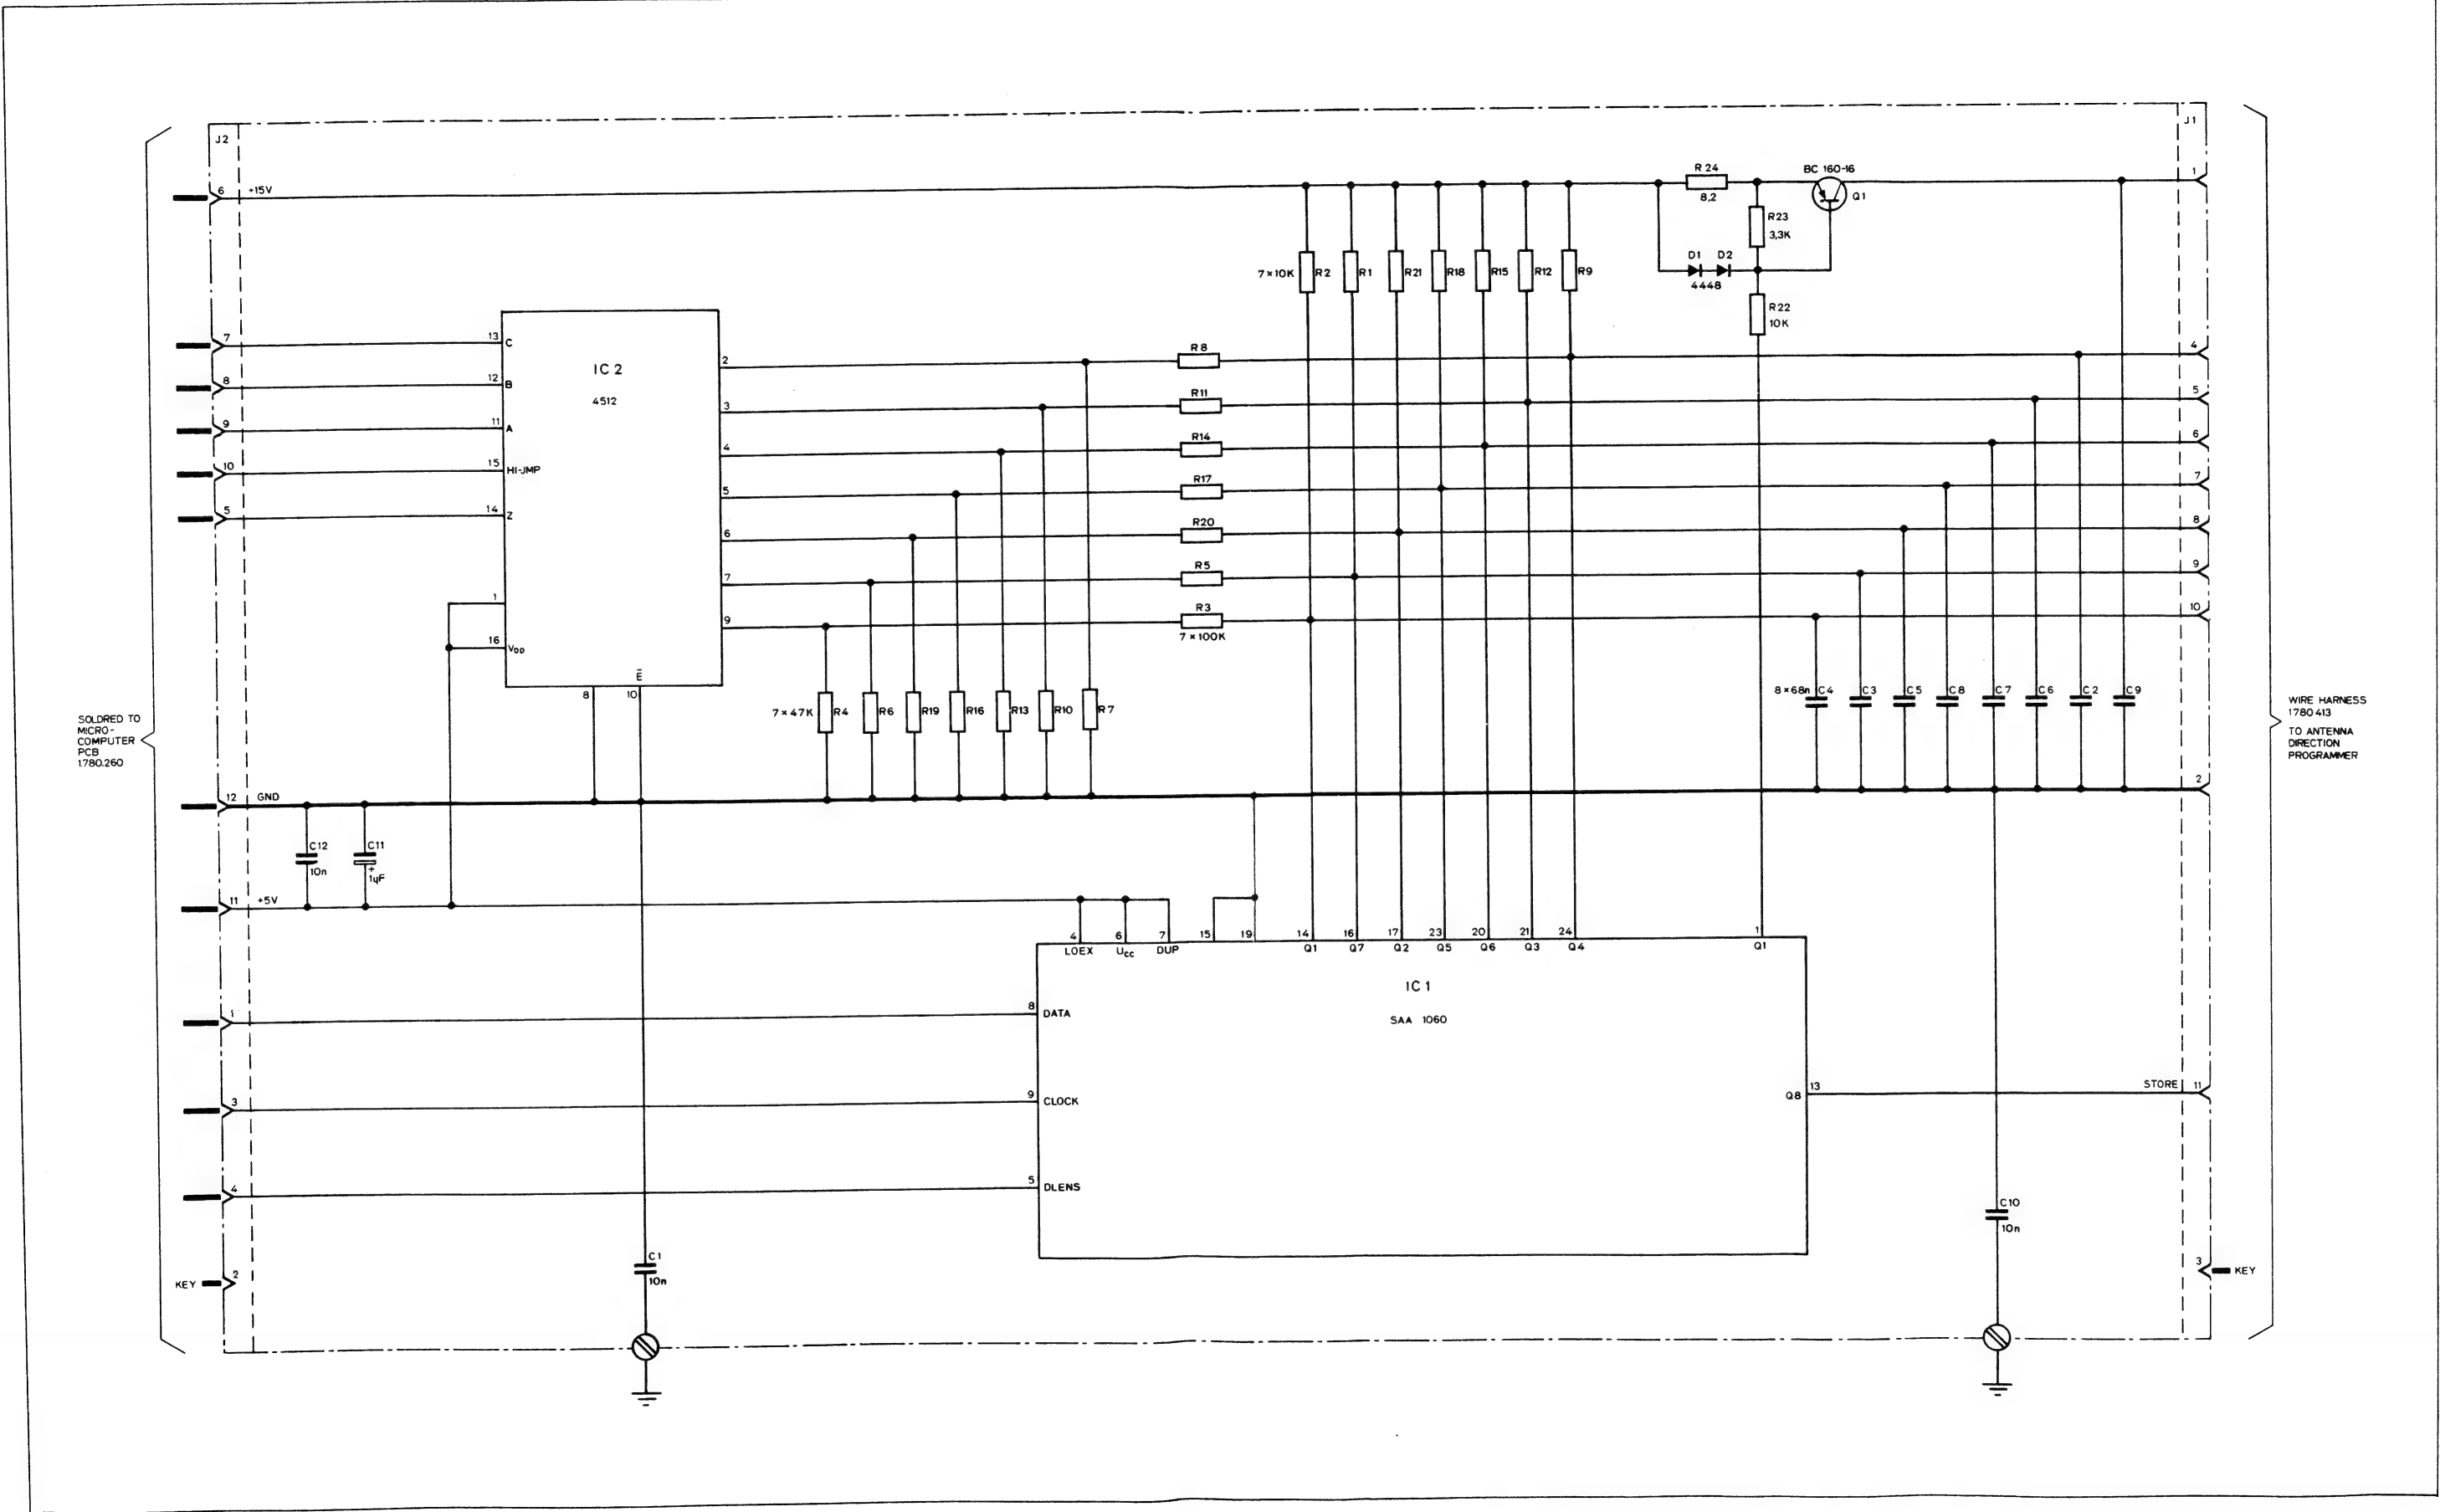 J2
J1
6
+15V
R 24
8,2
BC 160-16
Q1
1
R23
3,3K
D1
D2
4448
R22
10K
7×10K
R2
R1
R21
R18
R15
R12
R9
7
13
C
8
12
B
9
11
A
10
15
HI-JMP
5
14
Z
IC 2
4512
1
16
VDD
8
10
E̅
2
R8
4
3
R11
5
4
R14
6
5
R17
7
6
R20
8
7
R5
9
9
R3
7×100K
10
7×47K
R4
R6
R19
R16
R13
R10
R7
8×68n
C4
C3
C5
C8
C7
C6
C2
C9
SOLDRED TO
MICRO-
COMPUTER
PCB
1.780.260
WIRE HARNESS
1780 413
TO ANTENNA
DIRECTION
PROGRAMMER
12
GND
2
C12
10n
C11
+
1µF
11
+5V
4
6
7
15
19
14
16
17
23
20
21
24
1
LOEX
Ucc
DUP
Q1
Q7
Q2
Q5
Q6
Q3
Q4
Q1
IC 1
SAA 1060
1
8
DATA
3
9
CLOCK
4
5
DLENS
Q8
13
STORE
11
C10
10n
C1
10n
KEY
2
3
KEY